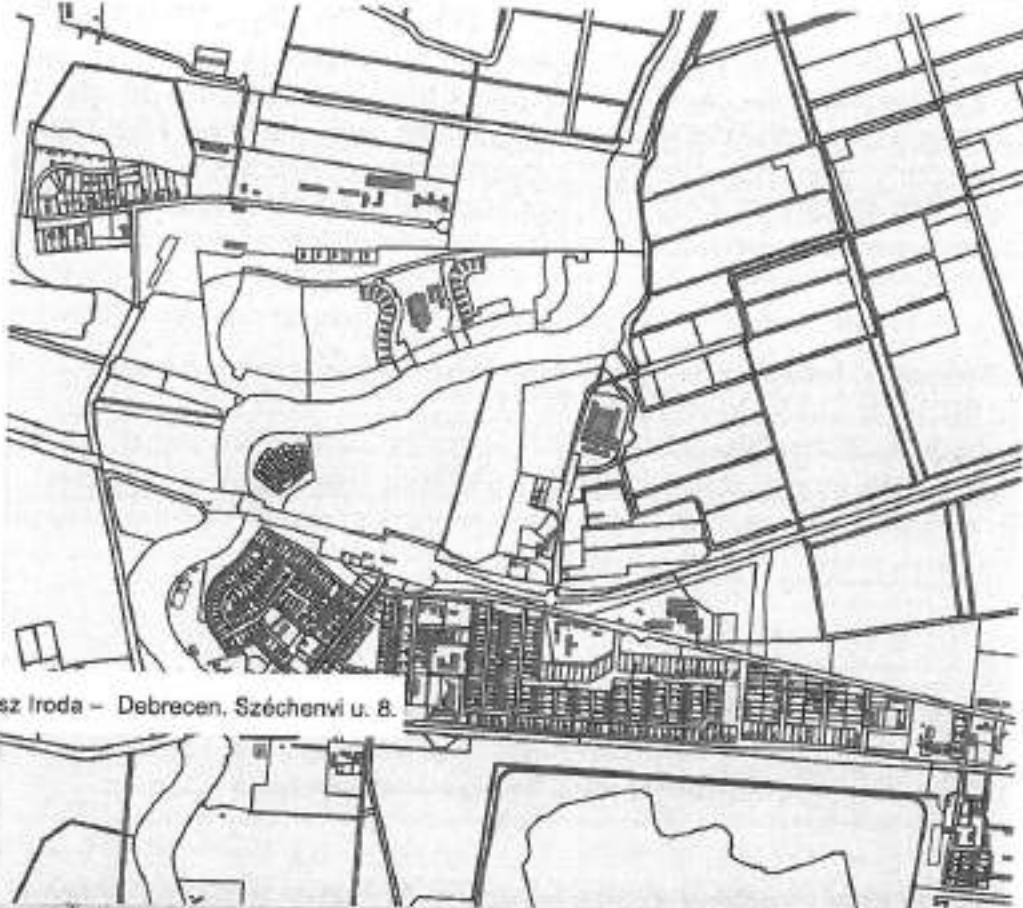 sz Iroda – Debrecen. Széchenyi u. 8.